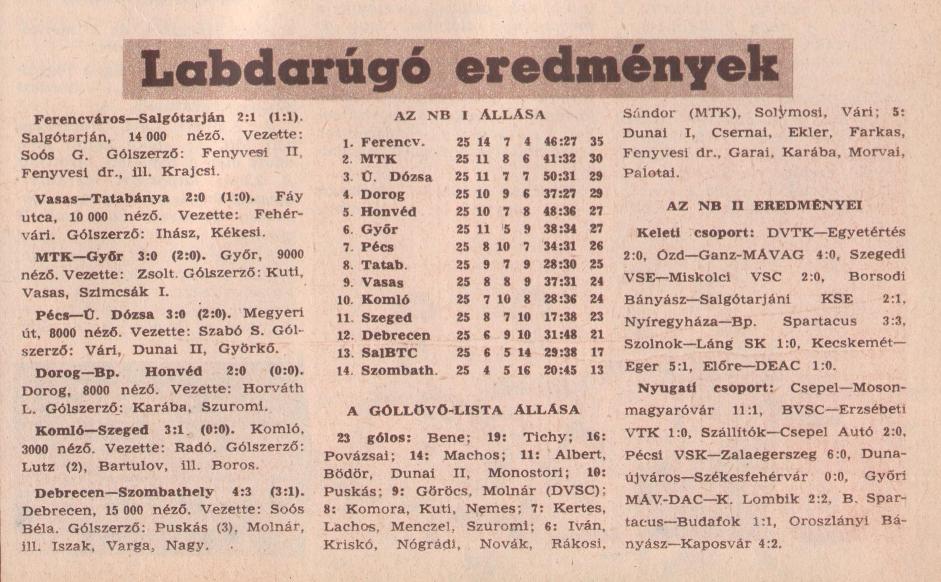 Labdarúgó eredmények
Ferencváros—Salgótarján 2:1 (1:1).
Salgótarján, 14 000 néző. Vezette:
Soós G. Gólszerző: Fenyvesi II,
Fenyvesi dr., ill. Krajcsi.
Vasas—Tatabánya 2:0 (1:0). Fáy
utca, 10 000 néző. Vezette: Fehér-
vári. Gólszerző: Ihász, Kékesi.
MTK—Győr 3:0 (2:0). Győr, 9000
néző. Vezette: Zsolt. Gólszerző: Kuti,
Vasas, Szimcsák I.
Pécs—Ú. Dózsa 3:0 (2:0). Megyeri
út, 8000 néző. Vezette: Szabó S. Gól-
szerző: Vári, Dunai II, Györkő.
Dorog—Bp. Honvéd 2:0 (0:0).
Dorog, 8000 néző. Vezette: Horváth
L. Gólszerző: Karába, Szuromi.
Komló—Szeged 3:1 (0:0). Komló,
3000 néző. Vezette: Radó. Gólszerző:
Lutz (2), Bartulov, ill. Boros.
Debrecen—Szombathely 4:3 (3:1).
Debrecen, 15 000 néző. Vezette: Soós
Béla. Gólszerző: Puskás (3), Molnár,
ill. Iszak, Varga, Nagy.
AZ NB I ÁLLÁSA
1. Ferencv. 25 14 7 4 46:27 35
2. MTK 25 11 8 6 41:32 30
3. Ú. Dózsa 25 11 7 7 50:31 29
4. Dorog 25 10 9 6 37:27 29
5. Honvéd 25 10 7 8 48:36 27
6. Győr 25 11 5 9 38:34 27
7. Pécs 25 8 10 7 34:31 26
8. Tatab. 25 9 7 9 28:30 25
9. Vasas 25 8 8 9 37:31 24
10. Komló 25 7 10 8 28:36 24
11. Szeged 25 8 7 10 17:38 23
12. Debrecen 25 6 9 10 31:48 21
13. SalBTC 25 6 5 14 29:38 17
14. Szombath. 25 4 5 16 20:45 13
A GÓLLÖVŐ-LISTA ÁLLÁSA
23 gólos: Bene; 19: Tichy; 16:
Povázsai; 14: Machos; 11: Albert,
Bödör, Dunai II, Monostori; 10:
Puskás; 9: Göröcs, Molnár (DVSC);
8: Komora, Kuti, Nemes; 7: Kertes,
Lachos, Menczel, Szuromi; 6: Iván,
Kriskó, Nógrádi, Novák, Rákosi,
Sándor (MTK), Solymosi, Vári; 5:
Dunai I, Csernai, Ekler, Farkas,
Fenyvesi dr., Garai, Karába, Morvai,
Palotai.
AZ NB II EREDMÉNYEI
Keleti csoport: DVTK—Egyetértés
2:0, Ózd—Ganz-MÁVAG 4:0, Szegedi
VSE—Miskolci VSC 2:0, Borsodi
Bányász—Salgótarjáni KSE 2:1,
Nyíregyháza—Bp. Spartacus 3:3,
Szolnok—Láng SK 1:0, Kecskemét—
Eger 5:1, Előre—DEAC 1:0.
Nyugati csoport: Csepel—Moson-
magyaróvár 11:1, BVSC—Erzsébeti
VTK 1:0, Szállítók—Csepel Autó 2:0,
Pécsi VSK—Zalaegerszeg 6:0, Duna-
újváros—Székesfehérvár 0:0, Győri
MÁV-DAC—K. Lombik 2:2, B. Spar-
tacus—Budafok 1:1, Oroszlányi Bá-
nyász—Kaposvár 4:2.